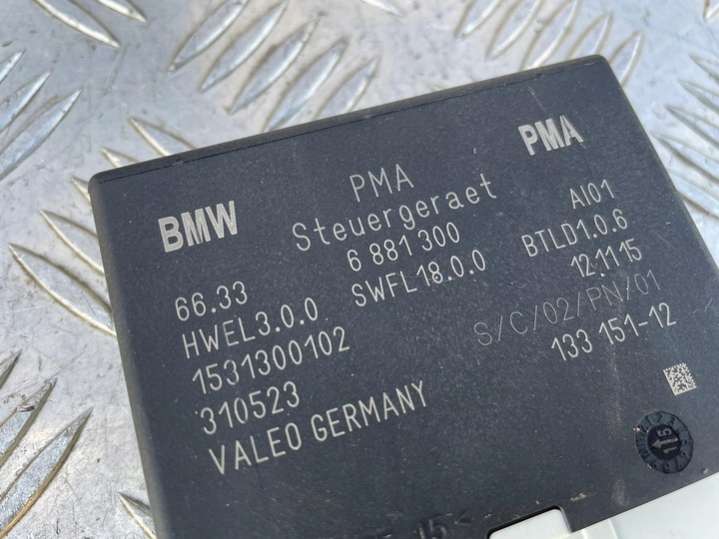 BMW PMA PMA
Steuergeraet
66.33 6 881 300 AI01
HWEL3.0.0 SWFL18.0.0 BTLD1.0.6
1531300102 12.11.15
310523 S/C/02/PN/01
VALEO GERMANY 133 151-12